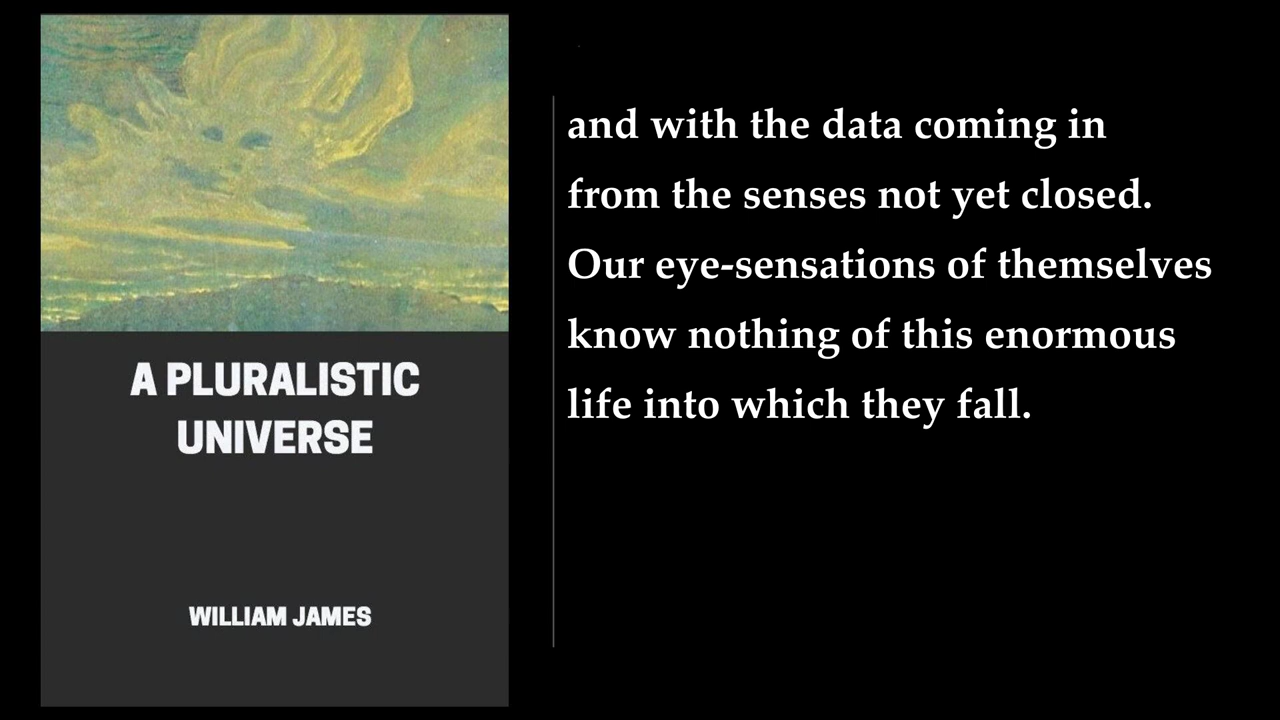 A PLURALISTIC
UNIVERSE
WILLIAM JAMES
and with the data coming in
from the senses not yet closed.
Our eye-sensations of themselves
know nothing of this enormous
life into which they fall.